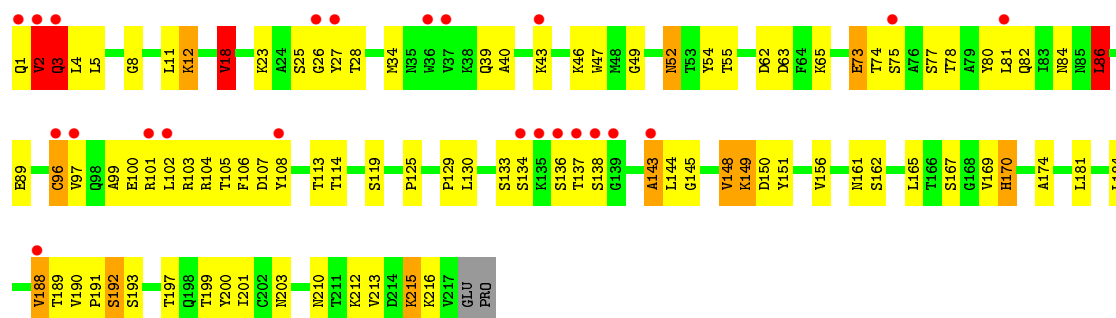 Q1 V2 Q3 L4 L5 G8 L11 K12 V18 K23 A24 S25 G26 Y27 T28 M34 N35 W36 V37 K38 Q39 A40 K43 K46 W47 M48 G49 N52 T53 Y54 T55 D62 D63 F64 K65 E73 T74 S75 A76 S77 T78 A79 Y80 L81 Q82 I83 N84 N85 L86
E89 C96 V97 Q98 A99 E100 R101 L102 R103 R104 T105 F106 D107 Y108 T113 T114 S119 P125 P129 L130 S133 S134 K135 S136 T137 S138 G139 A143 L144 G145 V148 K149 D150 Y151 V156 N161 S162 L165 T166 S167 G168 V169 H170 A174 L181
V188 T189 V190 P191 S192 S193 T197 Q198 T199 Y200 I201 C202 N203 N210 T211 K212 V213 D214 K215 K216 V217 GLU PRO